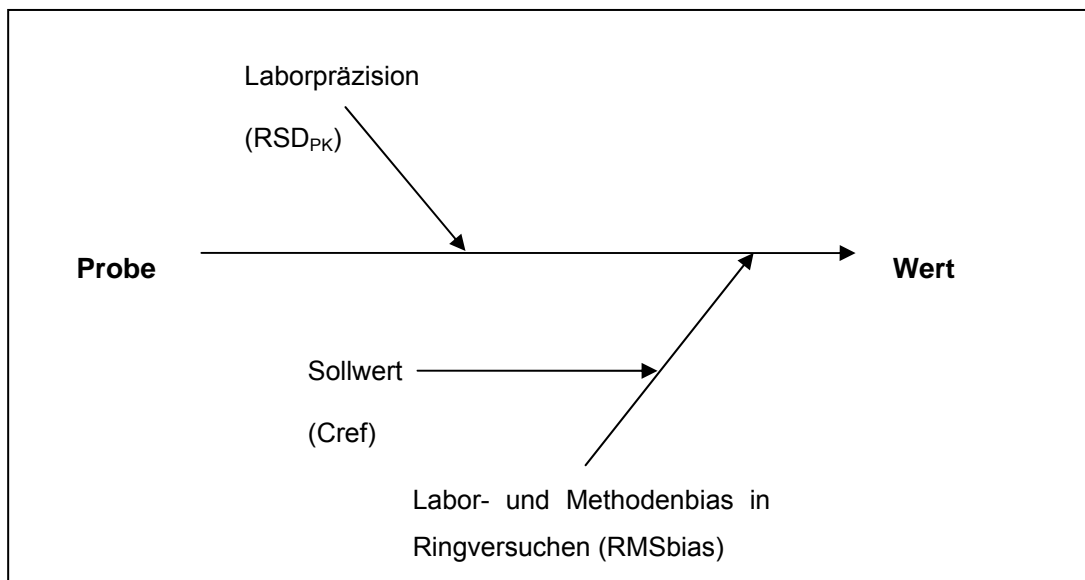 Laborpräzision
(RSDPK)
Probe
Wert
Sollwert
(Cref)
Labor- und Methodenbias in
Ringversuchen (RMSbias)